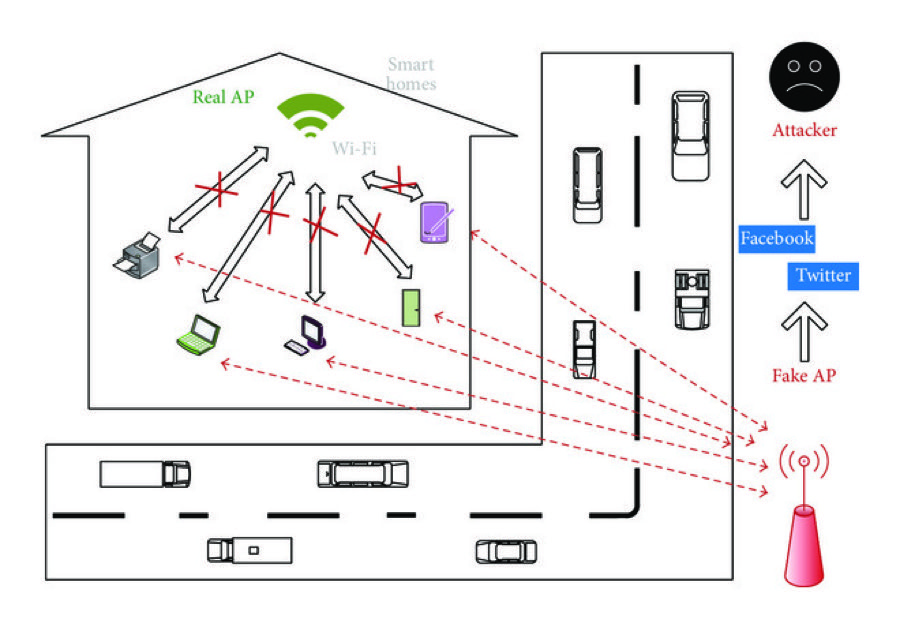 Smart
homes
Real AP
Wi-Fi
Attacker
Facebook
Twitter
Fake AP